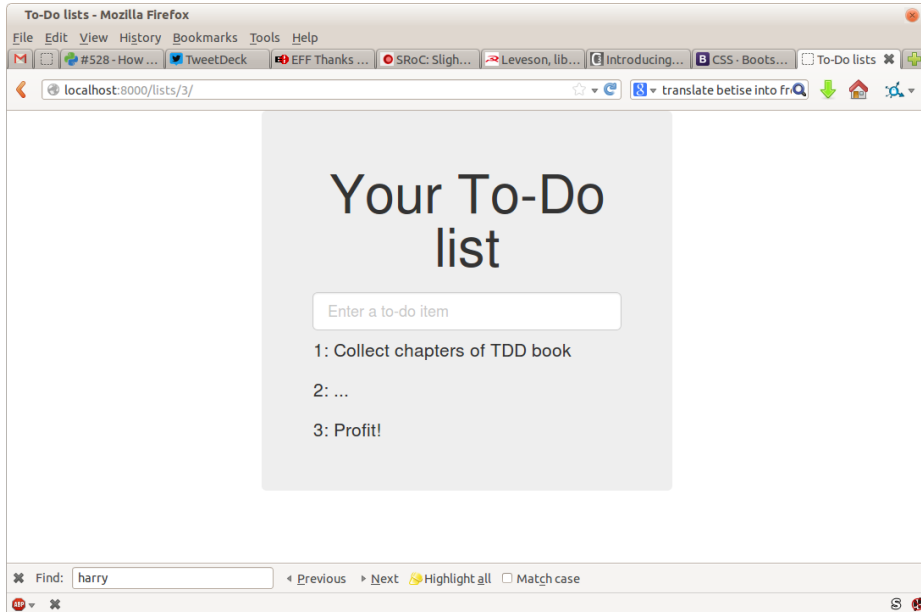 To-Do lists - Mozilla Firefox
File Edit View History Bookmarks Tools Help
#528 - How ... TweetDeck EFF Thanks ... SRoC: Sligh... Leveson, lib... Introducing... CSS - Boots... To-Do lists
localhost:8000/lists/3/ translate betise into fr
Your To-Do
list
Enter a to-do item
1: Collect chapters of TDD book
2: ...
3: Profit!
Find: harry Previous Next Highlight all Match case
ABP S